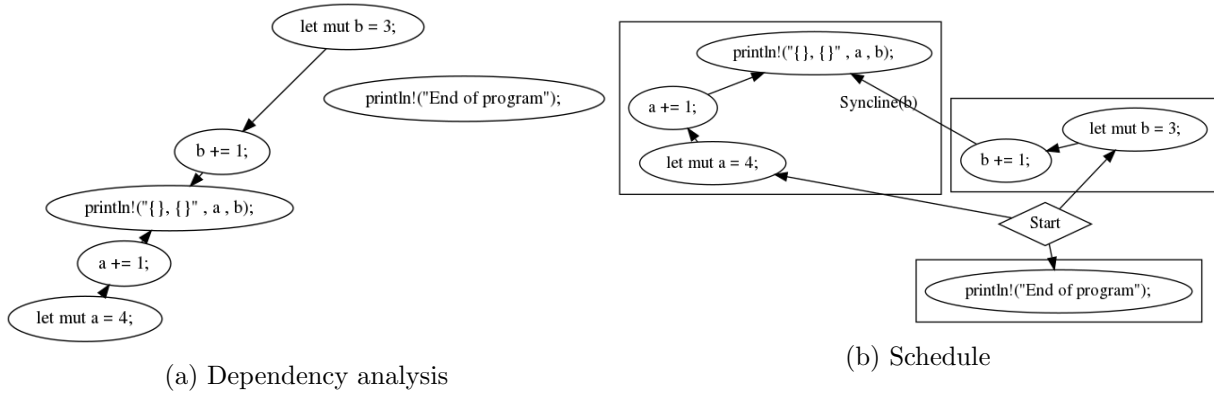 let mut b = 3;
println!("End of program");
b += 1;
println!("{}, {}" , a , b);
a += 1;
let mut a = 4;
(a) Dependency analysis
println!("{}, {}" , a , b);
a += 1;
Syncline(b)
let mut b = 3;
let mut a = 4;
b += 1;
Start
println!("End of program");
(b) Schedule